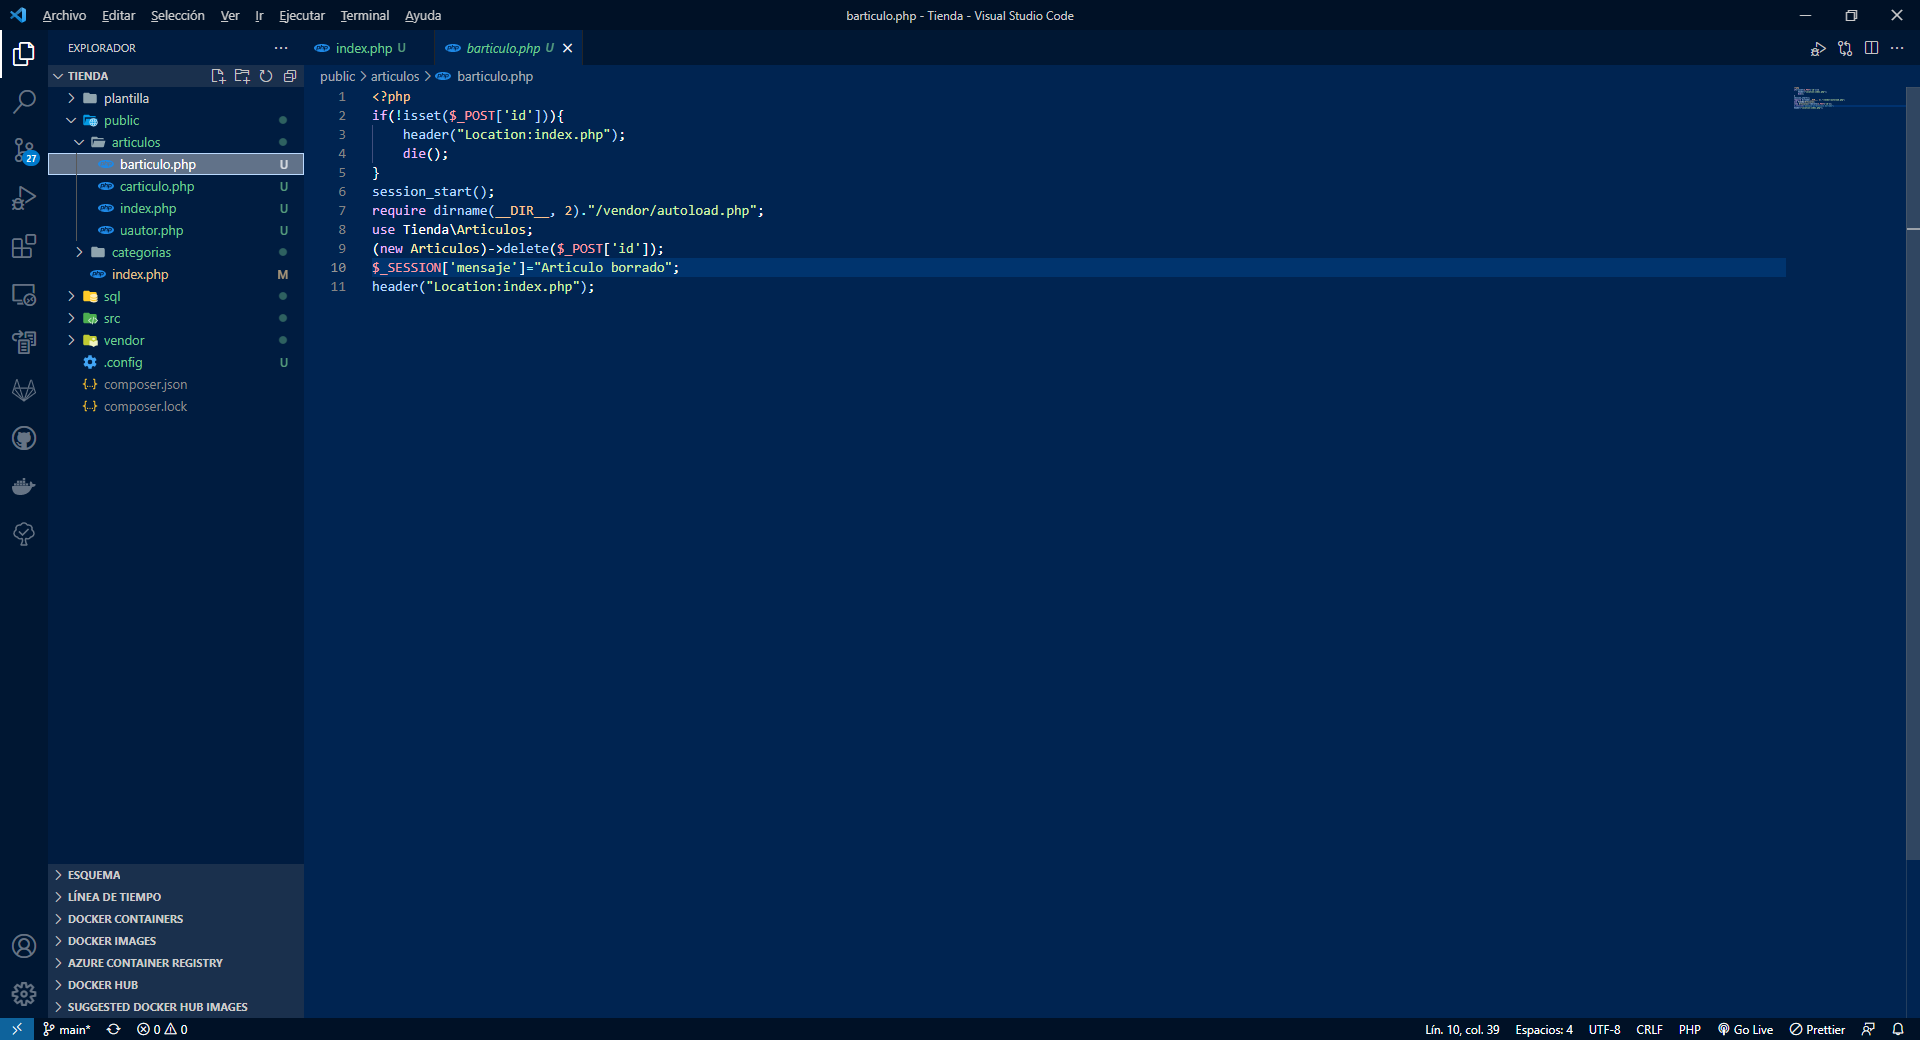 Archivo Editar Selección Ver Ir Ejecutar Terminal Ayuda
barticulo.php - Tienda - Visual Studio Code
EXPLORADOR
index.php U
barticulo.php U
TIENDA
public
articulos
barticulo.php
plantilla
public
articulos
barticulo.php U
carticulo.php U
index.php U
uautor.php U
categorias
index.php M
sql
src
vendor
.config U
composer.json
composer.lock
1 <?php
2 if(!isset($_POST['id'])){
3 header("Location:index.php");
4 die();
5 }
6 session_start();
7 require dirname(__DIR__, 2)."/vendor/autoload.php";
8 use Tienda\Articulos;
9 (new Articulos)->delete($_POST['id']);
10 $_SESSION['mensaje']="Articulo borrado";
11 header("Location:index.php");
27
ESQUEMA
LÍNEA DE TIEMPO
DOCKER CONTAINERS
DOCKER IMAGES
AZURE CONTAINER REGISTRY
DOCKER HUB
SUGGESTED DOCKER HUB IMAGES
main* 0 0
Lín. 10, col. 39 Espacios: 4 UTF-8 CRLF PHP Go Live Prettier